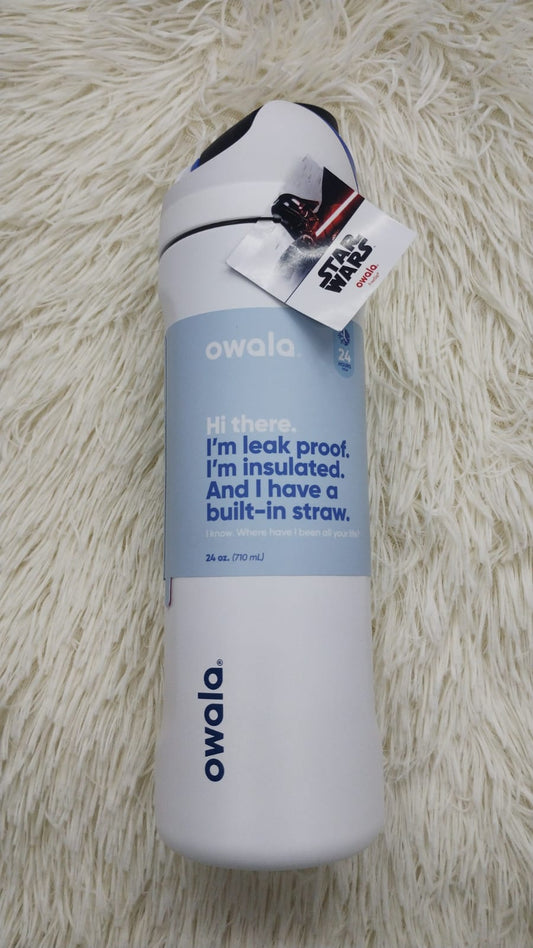 STAR
WARS
owala.
owala.
24
Hi there.
I'm leak proof.
I'm insulated.
And I have a
built-in straw.
I know. Where have I been all your life?
24 oz. (710 mL)
owala®